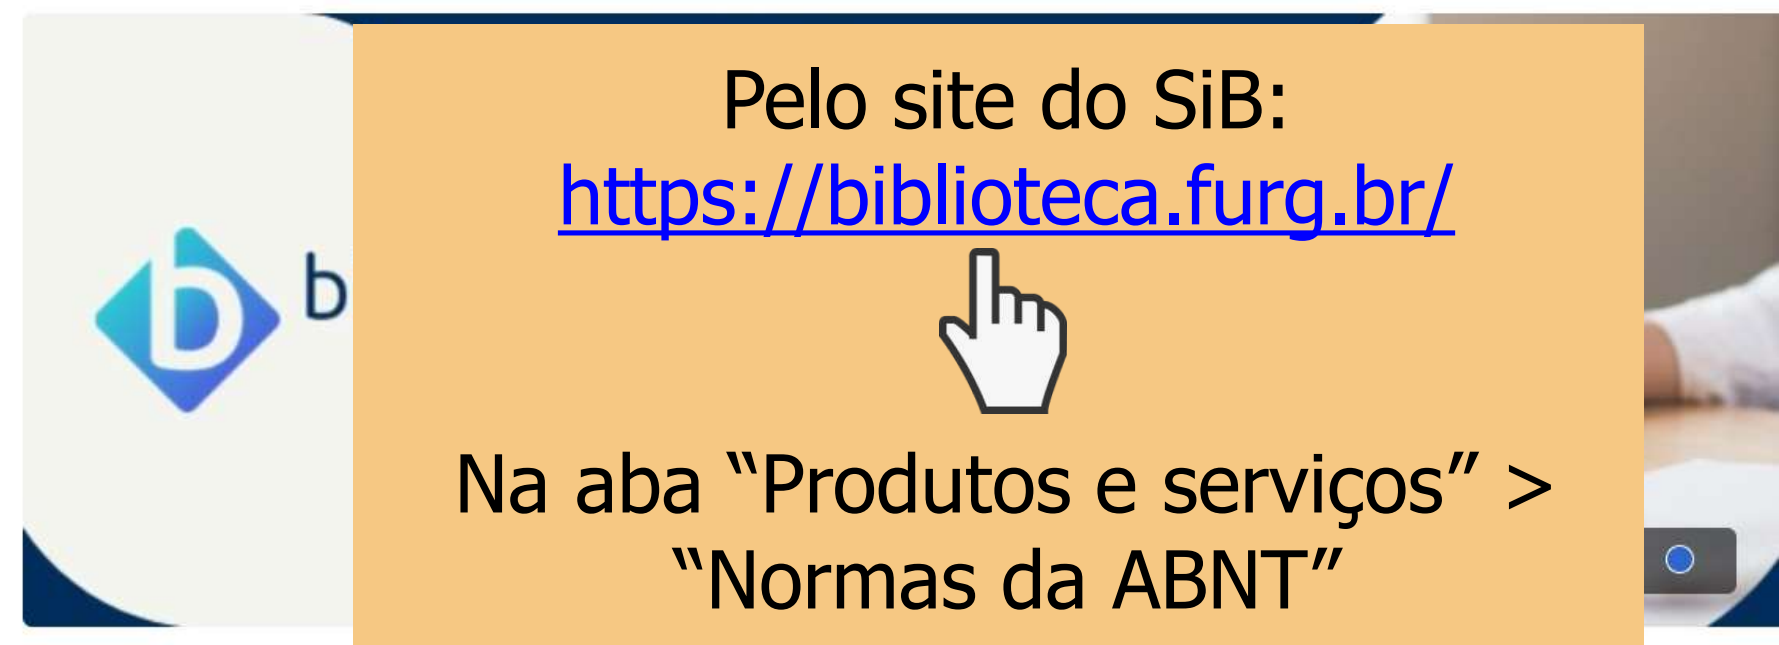 Pelo site do SiB:
https://biblioteca.furg.br/
b
Na aba “Produtos e serviços” >
“Normas da ABNT”